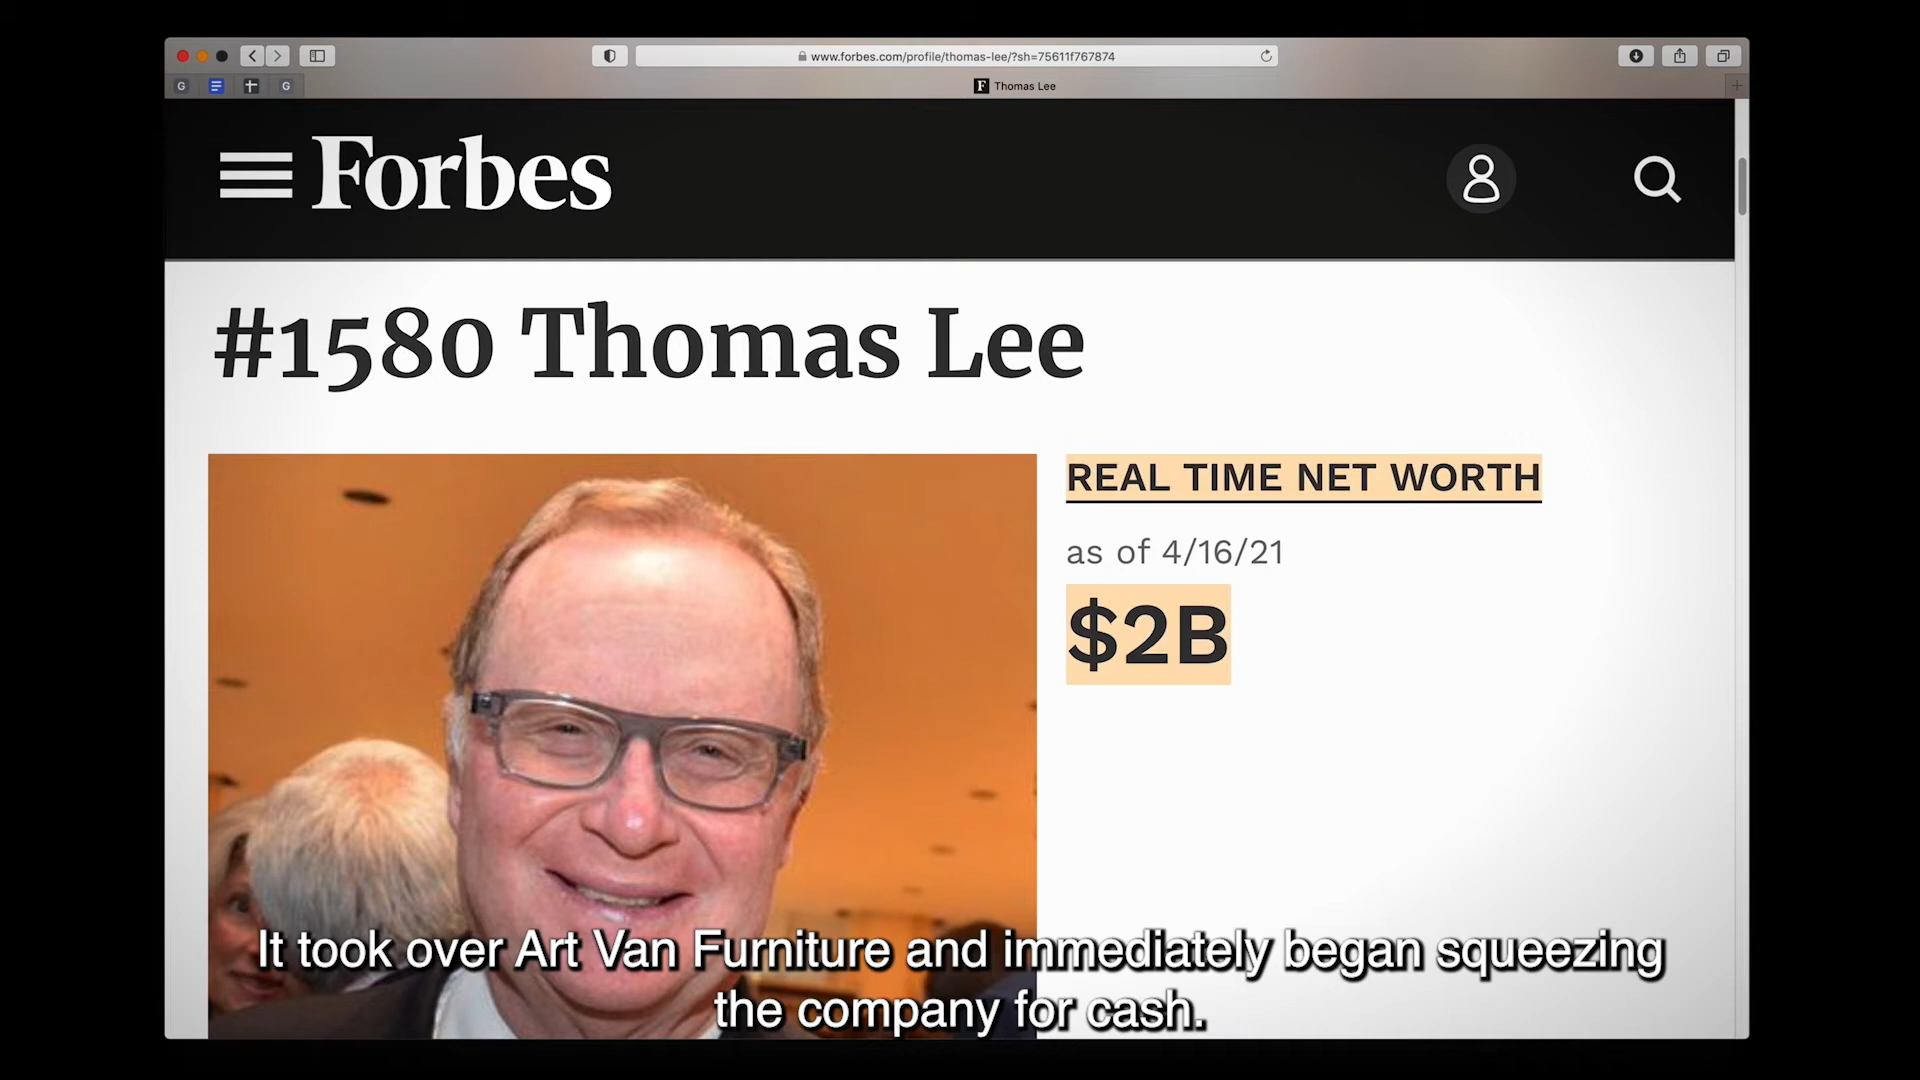 www.forbes.com/profile/thomas-lee/?sh=75611f767874
G
G
F
Thomas Lee
Forbes
#1580 Thomas Lee
REAL TIME NET WORTH
as of 4/16/21
$2B
It took over Art Van Furniture and immediately began squeezing
the company for cash.